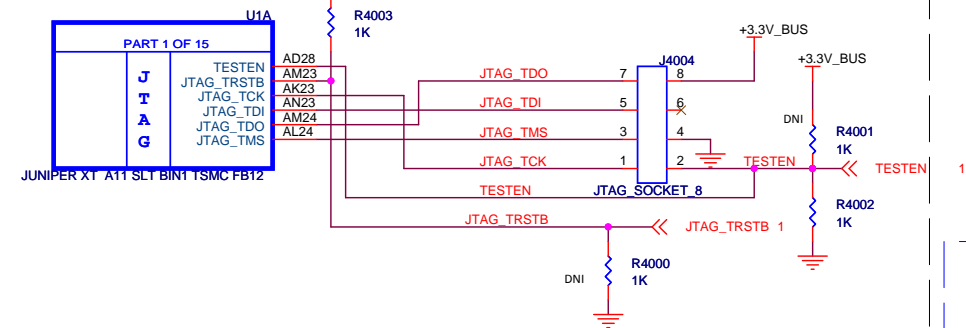 U1A
R4003
1K
PART 1 OF 15
J
T
A
G
TESTEN
JTAG_TRSTB
JTAG_TCK
JTAG_TDI
JTAG_TDO
JTAG_TMS
AD28
AM23
AK23
AN23
AM24
AL24
JUNIPER XT A11 SLT BIN1 TSMC FB12
JTAG_TDO
JTAG_TDI
JTAG_TMS
JTAG_TCK
TESTEN
JTAG_TRSTB
J4004
7 8
5 6
3 4
1 2
JTAG_SOCKET_8
+3.3V_BUS
+3.3V_BUS
DNI
R4001
1K
TESTEN
TESTEN 1
R4002
1K
JTAG_TRSTB 1
DNI
R4000
1K